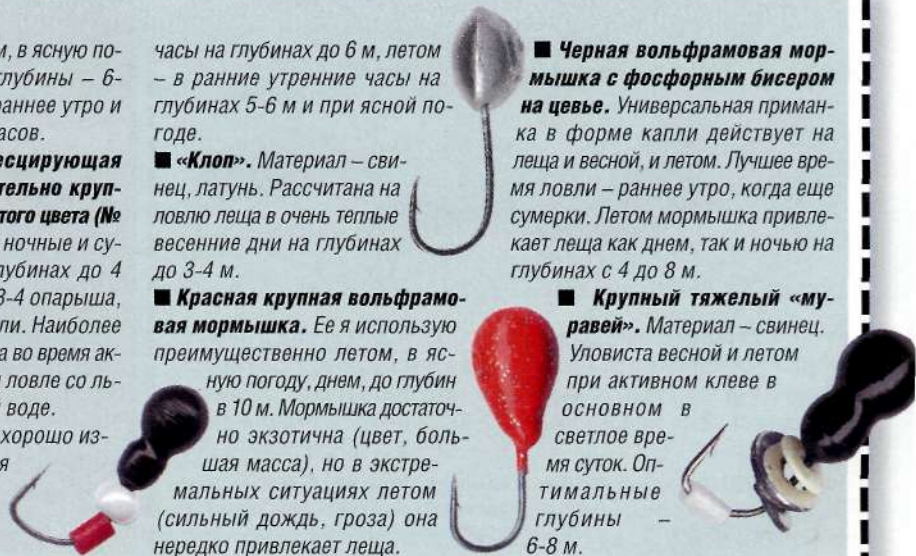 м, в ясную по-
глубины – 6-
раннее утро и
асов.
есцирующая
тельно круп-
того цвета (№
ночные и су-
лубинах до 4
3-4 опарыша,
ли. Наиболее
а во время ак-
ловле со ль-
воде.
хорошо из-
я
часы на глубинах до 6 м, летом
– в ранние утренние часы на
глубинах 5-6 м и при ясной по-
годе.
■ «Клоп». Материал – сви-
нец, латунь. Рассчитана на
ловлю леща в очень теплые
весенние дни на глубинах
до 3-4 м.
■ Красная крупная вольфрамо-
вая мормышка. Ее я использую
преимущественно летом, в яс-
ную погоду, днем, до глубин
в 10 м. Мормышка достаточ-
но экзотична (цвет, боль-
шая масса), но в экстре-
мальных ситуациях летом
(сильный дождь, гроза) она
нередко привлекает леща.
■ Черная вольфрамовая мор-
мышка с фосфорным бисером
на цевье. Универсальная приман-
ка в форме капли действует на
леща и весной, и летом. Лучшее вре-
мя ловли – раннее утро, когда еще
сумерки. Летом мормышка привле-
кает леща как днем, так и ночью на
глубинах с 4 до 8 м.
■ Крупный тяжелый «му-
равей». Материал – свинец.
Уловиста весной и летом
при активном клеве в
основном в
светлое вре-
мя суток. Оп-
тимальные
глубины –
6-8 м.